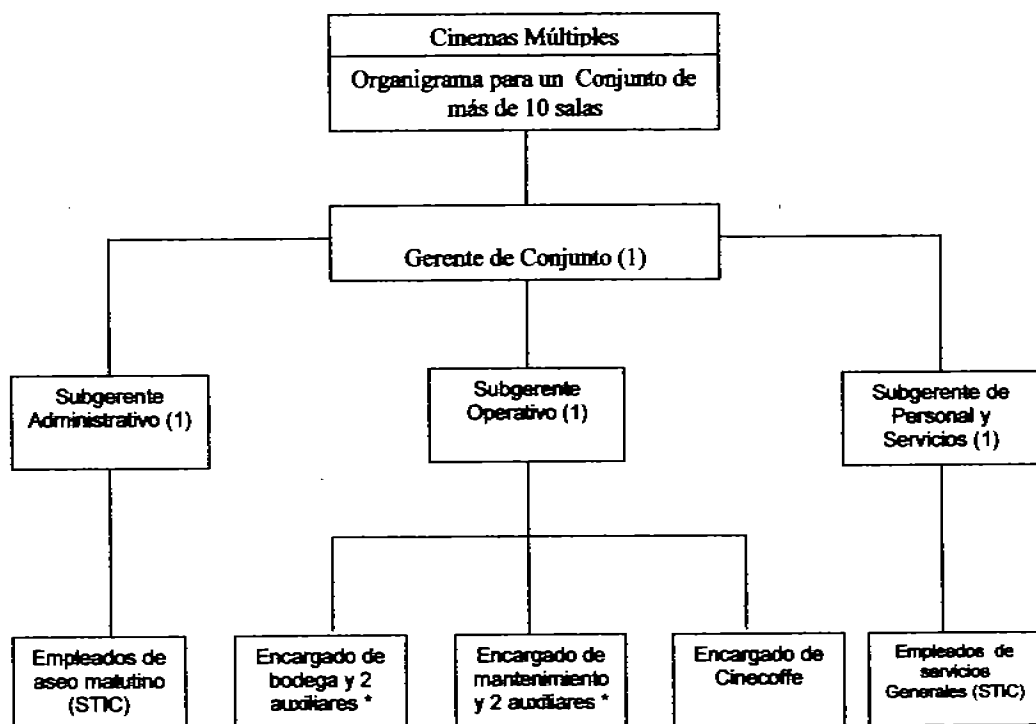 Cinemas Múltiples
Organigrama para un Conjunto de
más de 10 salas
Gerente de Conjunto (1)
Subgerente
Administrativo (1)
Subgerente
Operativo (1)
Subgerente de
Personal y
Servicios (1)
Empleados de
aseo matutino
(STIC)
Encargado de
bodega y 2
auxiliares *
Encargado de
mantenimiento
y 2 auxiliares *
Encargado de
Cinecoffe
Empleados de
servicios
Generales (STIC)